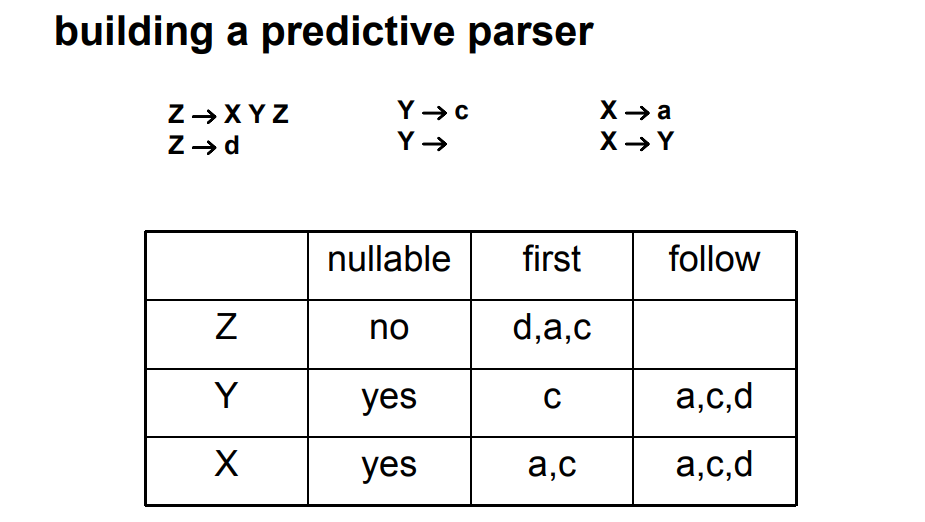 building a predictive parser
Z → X Y Z Y → c X → a
Z → d Y → X → Y
nullable first follow
Z no d,a,c
Y yes c a,c,d
X yes a,c a,c,d